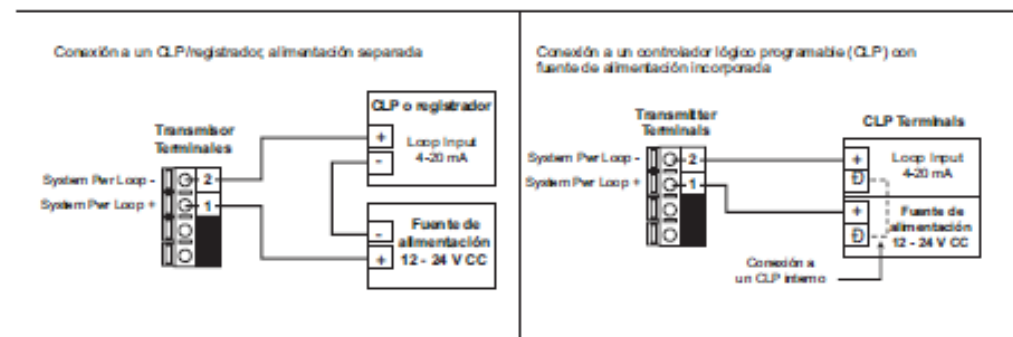 Conexión a un CLP/registrador, alimentación separada
CLP o registrador
+
Loop Input
4-20 mA
-
Transmisor
Terminales
System Pwr Loop -
2
System Pwr Loop +
1
-
Fuente de
alimentación
+
12 - 24 V CC
Conexión a un controlador lógico programable (CLP) con
fuente de alimentación incorporada
Transmitter
Terminals
CLP Terminals
System Pwr Loop -
2
+
Loop Input
4-20 mA
Đ
System Pwr Loop +
1
+
Fuente de
alimentación
Đ
12 - 24 V CC
Conexión a
un CLP interno